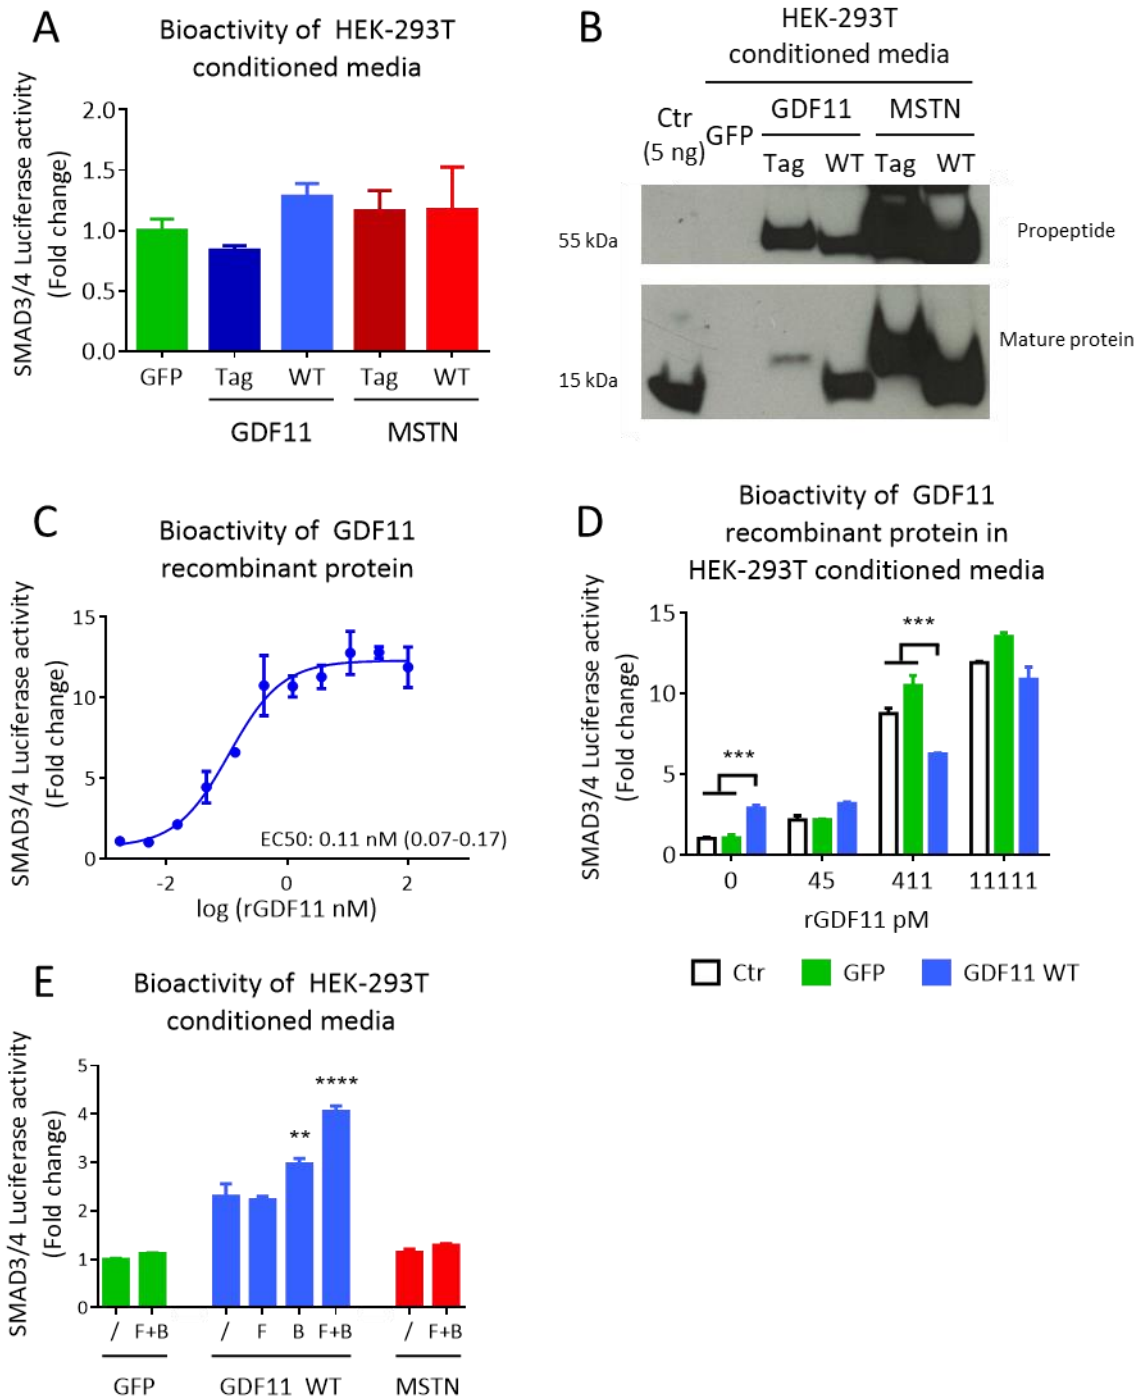 A
Bioactivity of HEK-293T
conditioned media
SMAD3/4 Luciferase activity
(Fold change)
2.0
1.5
1.0
0.5
0.0
GFP Tag WT Tag WT
GDF11 MSTN
B
HEK-293T
conditioned media
Ctr
(5 ng)
GFP
GDF11 MSTN
Tag WT Tag WT
55 kDa
Propeptide
Mature protein
15 kDa
C
Bioactivity of GDF11
recombinant protein
SMAD3/4 Luciferase activity
(Fold change)
15
10
5
0
EC50: 0.11 nM (0.07-0.17)
-2 0 2
log (rGDF11 nM)
D
Bioactivity of GDF11
recombinant protein in
HEK-293T conditioned media
SMAD3/4 Luciferase activity
(Fold change)
15
10
5
0
***
***
0 45 411 11111
rGDF11 pM
Ctr GFP GDF11 WT
E
Bioactivity of HEK-293T
conditioned media
SMAD3/4 Luciferase activity
(Fold change)
5
4
3
2
1
0
**
****
/ F+B / F B F+B / F+B
GFP GDF11 WT MSTN